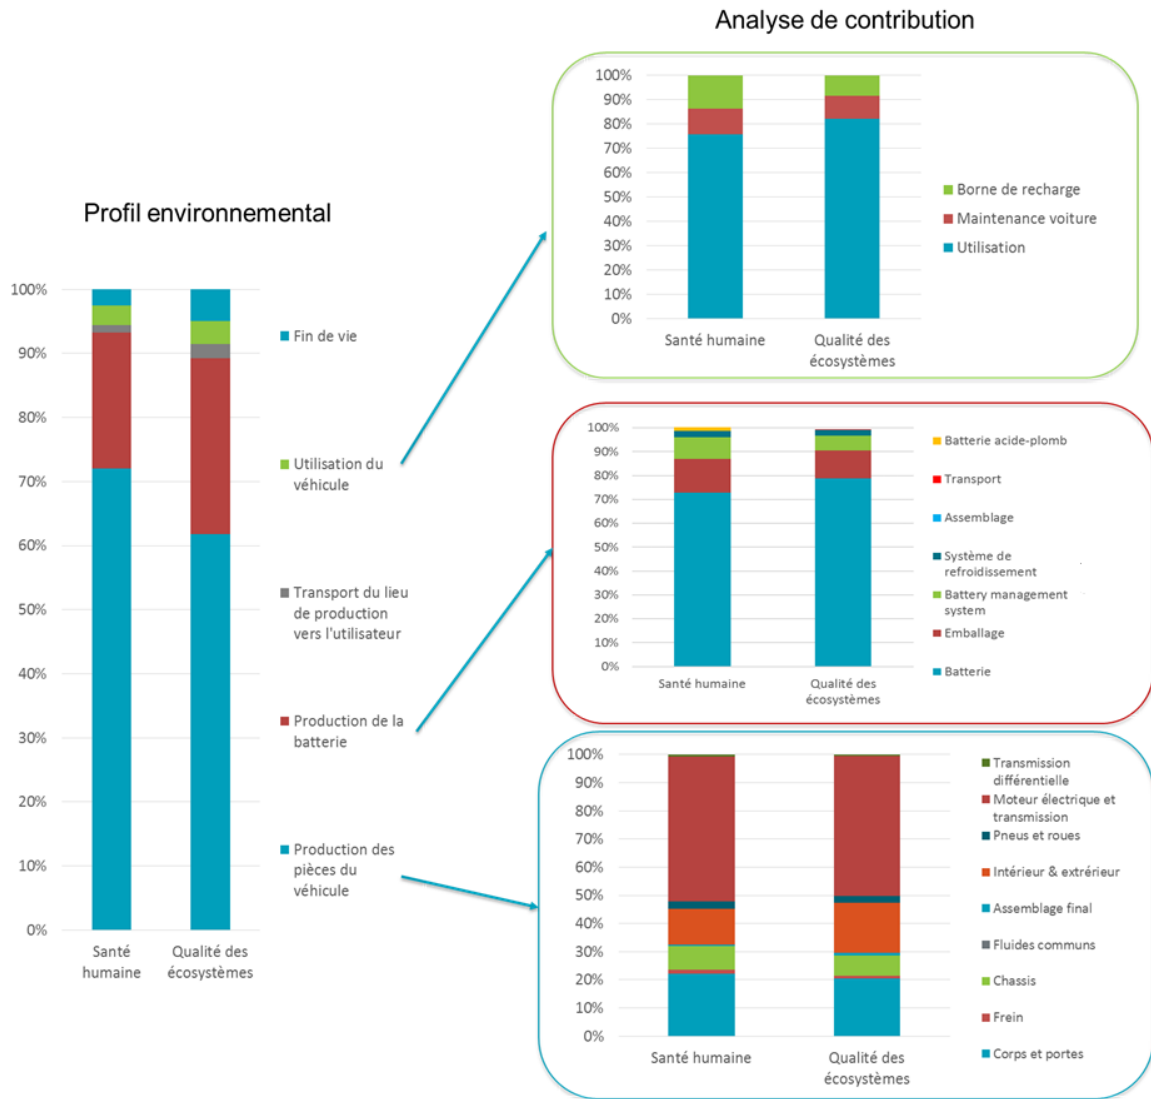 Analyse de contribution
Profil environnemental
100%
90%
80%
70%
60%
50%
40%
30%
20%
10%
0%
Santé
humaine
Qualité des
écosystèmes
Fin de vie
Utilisation du
véhicule
Transport du lieu
de production
vers l'utilisateur
Production de la
batterie
Production des
pièces du
véhicule
100%
90%
80%
70%
60%
50%
40%
30%
20%
10%
0%
Santé humaine
Qualité des
écosystèmes
Borne de recharge
Maintenance voiture
Utilisation
100%
90%
80%
70%
60%
50%
40%
30%
20%
10%
0%
Santé humaine
Qualité des
écosystèmes
Batterie acide-plomb
Transport
Assemblage
Système de
refroidissement
Battery management
system
Emballage
Batterie
100%
90%
80%
70%
60%
50%
40%
30%
20%
10%
0%
Santé humaine
Qualité des
écosystèmes
Transmission
différentielle
Moteur électrique et
transmission
Pneus et roues
Intérieur & extrérieur
Assemblage final
Fluides communs
Chassis
Frein
Corps et portes